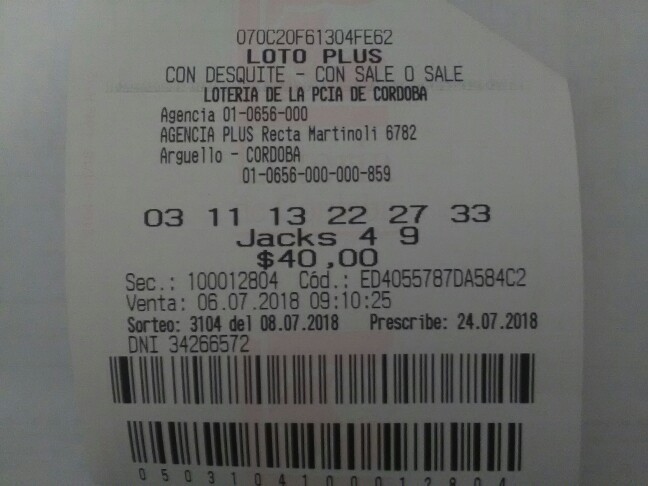 070C20F61304FE62
LOTO PLUS
CON DESQUITE - CON SALE O SALE
LOTERIA DE LA PCIA DE CORDOBA
Agencia 01-0656-000
AGENCIA PLUS Recta Martinoli 6782
Arguello - CORDOBA
01-0656-000-000-859
03 11 13 22 27 33
Jacks 4 9
$40,00
Sec.: 100012804 Cód.: ED4055787DA584C2
Venta: 06.07.2018 09:10:25
Sorteo: 3104 del 08.07.2018 Prescribe: 24.07.2018
DNI 34266572
0503104100012804